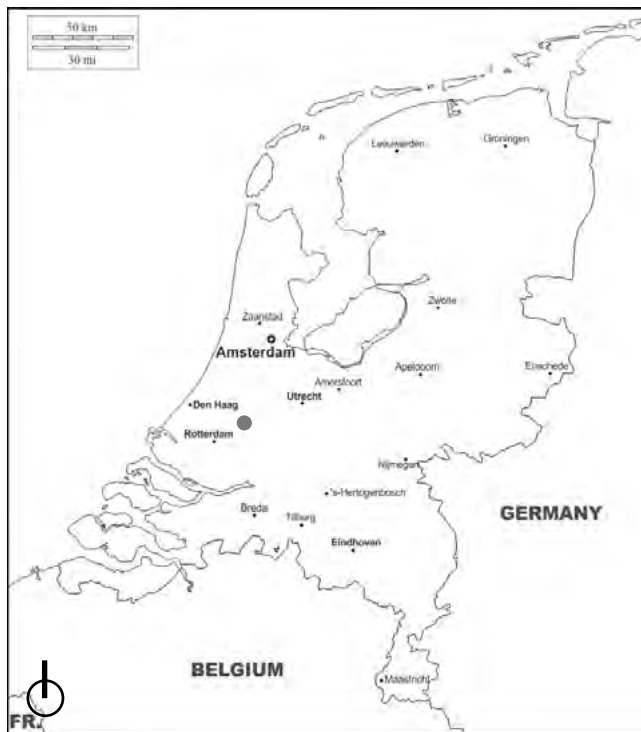 50 km
30 mi
Leeuwarden
Groningen
Zwolle
Zaanstad
Amsterdam
Apeldoorn
Enschede
Amersfoort
Utrecht
Den Haag
Rotterdam
Nijmegen
's-Hertogenbosch
Breda
Tilburg
GERMANY
Eindhoven
BELGIUM
Maastricht
FR.